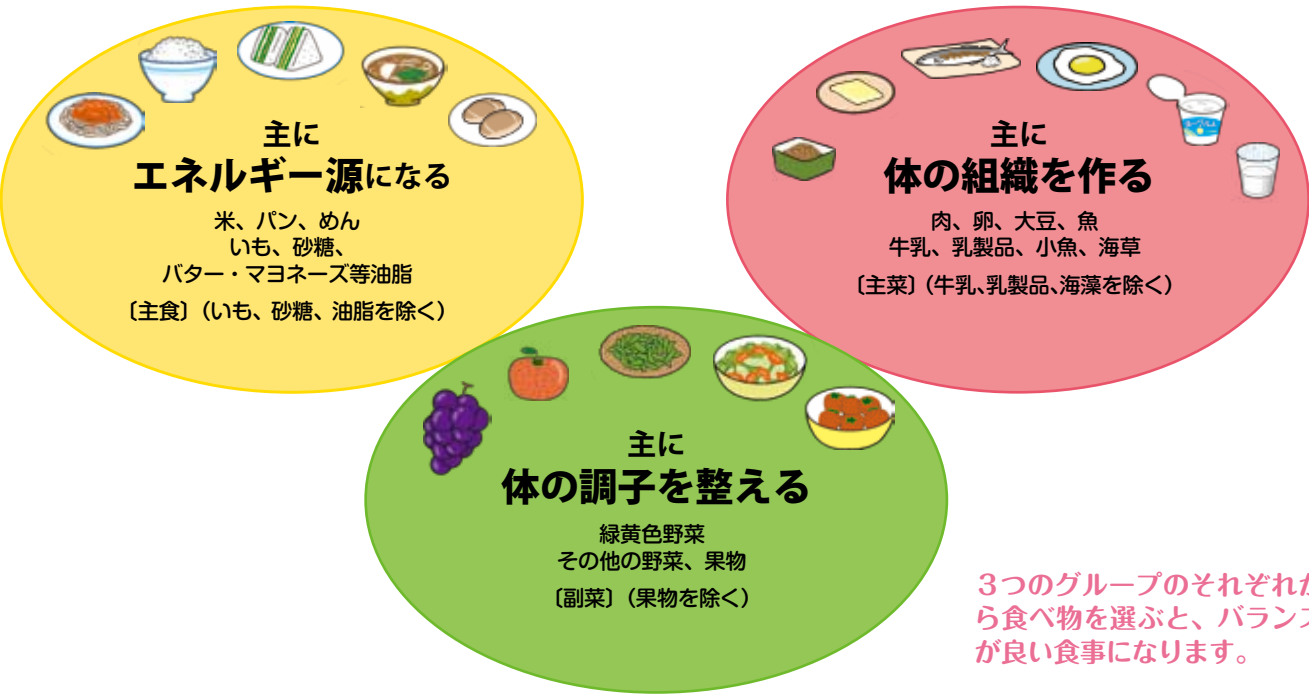 主に
エネルギー源になる
米、パン、めん
いも、砂糖、
バター・マヨネーズ等油脂
〔主食〕（いも、砂糖、油脂を除く）
主に
体の組織を作る
肉、卵、大豆、魚
牛乳、乳製品、小魚、海草
〔主菜〕（牛乳、乳製品、海藻を除く）
ヨーグルト
主に
体の調子を整える
緑黄色野菜
その他の野菜、果物
〔副菜〕（果物を除く）
３つのグループのそれぞれか
ら食べ物を選ぶと、バランス
が良い食事になります。